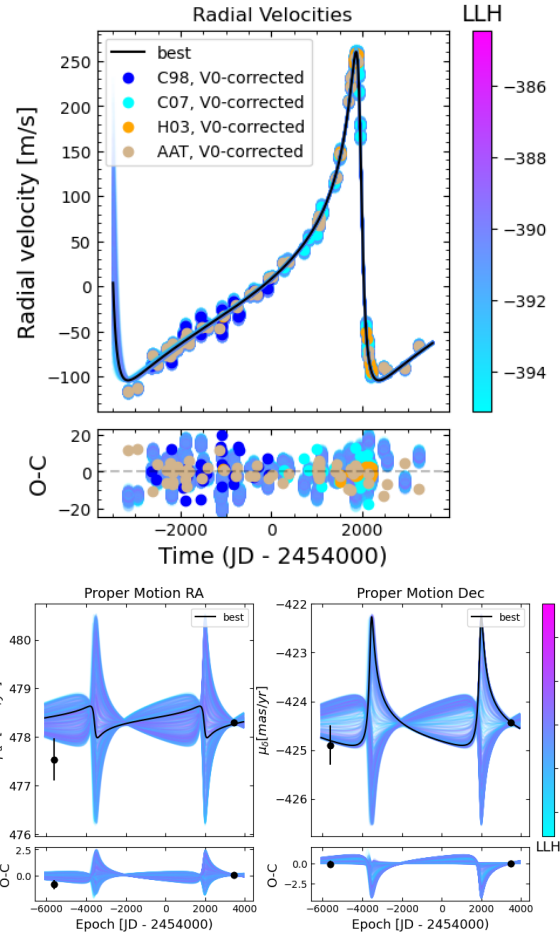 Radial Velocities
LLH
best
C98, V0-corrected
C07, V0-corrected
H03, V0-corrected
AAT, V0-corrected
Radial velocity [m/s]
250
200
150
100
50
0
−50
−100
−386
−388
−390
−392
−394
O-C
20
0
−20
−2000
0
2000
Time (JD - 2454000)
Proper Motion RA
best
480
479
478
477
476
O-C
2.5
0.0
−6000
−4000
−2000
0
2000
4000
Epoch [JD - 2454000]
Proper Motion Dec
best
μδ[mas/yr]
−422
−423
−424
−425
−426
LLH
O-C
0.0
−2.5
−6000
−4000
−2000
0
2000
4000
Epoch [JD - 2454000]